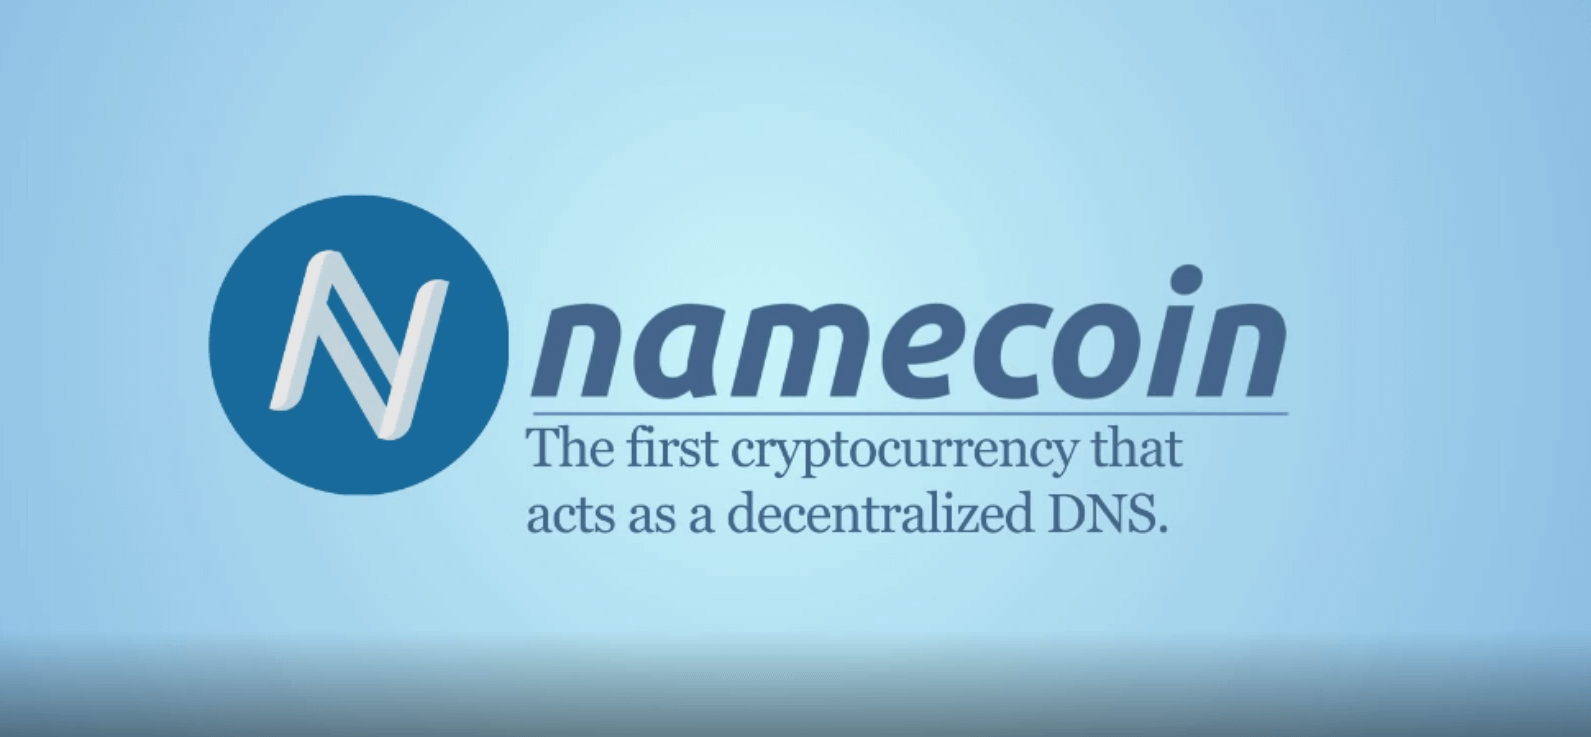 namecoin
The first cryptocurrency that
acts as a decentralized DNS.